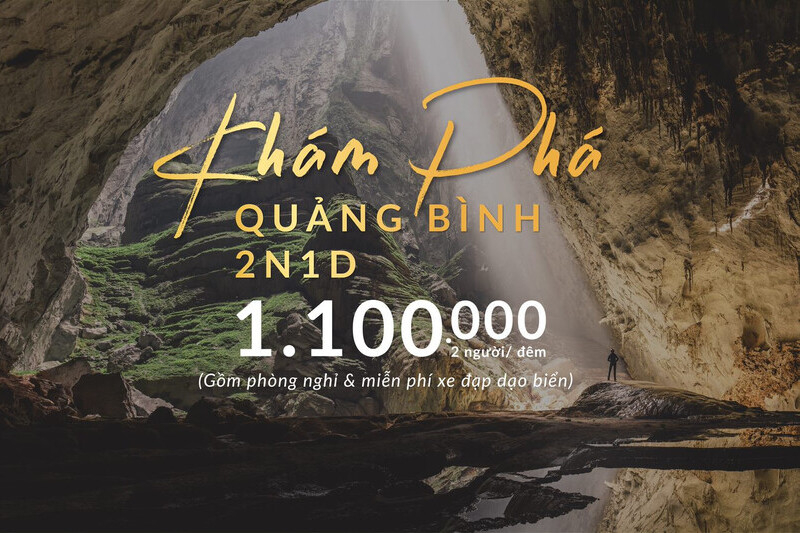 Khám Phá
QUẢNG BÌNH
2N1D
1.100.000
2 người/ đêm
(Gồm phòng nghỉ & miễn phí xe đạp dạo biển)